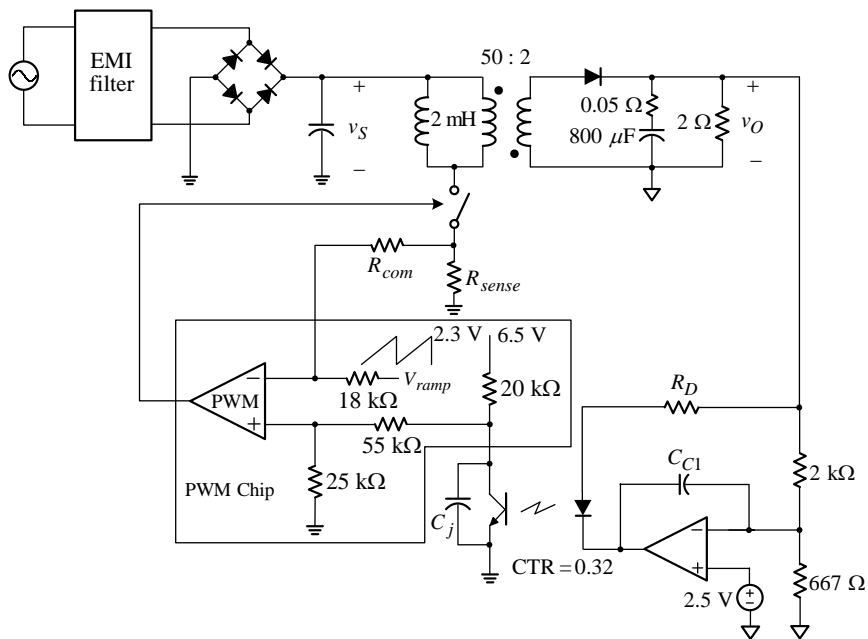 EMI
filter
50 : 2
+
v_S
−
2 mH
0.05 Ω
800 μF
2 Ω
+
v_O
−
R_com
R_sense
2.3 V
6.5 V
PWM
−
+
18 kΩ
V_ramp
20 kΩ
55 kΩ
25 kΩ
PWM Chip
C_j
CTR = 0.32
R_D
C_C1
2 kΩ
−
+
2.5 V
+
−
667 Ω